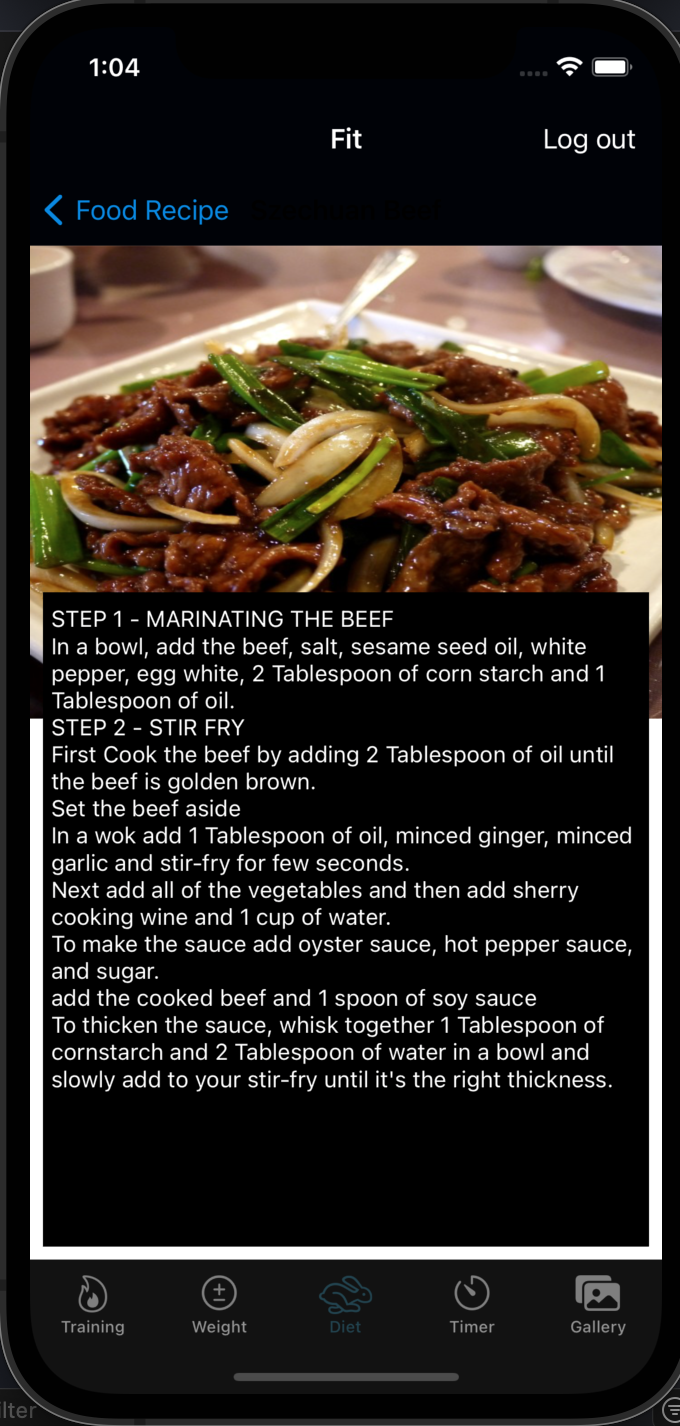 1:04
Fit
Log out
Food Recipe
Szechuan Beef
STEP 1 - MARINATING THE BEEF
In a bowl, add the beef, salt, sesame seed oil, white
pepper, egg white, 2 Tablespoon of corn starch and 1
Tablespoon of oil.
STEP 2 - STIR FRY
First Cook the beef by adding 2 Tablespoon of oil until
the beef is golden brown.
Set the beef aside
In a wok add 1 Tablespoon of oil, minced ginger, minced
garlic and stir-fry for few seconds.
Next add all of the vegetables and then add sherry
cooking wine and 1 cup of water.
To make the sauce add oyster sauce, hot pepper sauce,
and sugar.
add the cooked beef and 1 spoon of soy sauce
To thicken the sauce, whisk together 1 Tablespoon of
cornstarch and 2 Tablespoon of water in a bowl and
slowly add to your stir-fry until it's the right thickness.
Training
Weight
Diet
Timer
Gallery